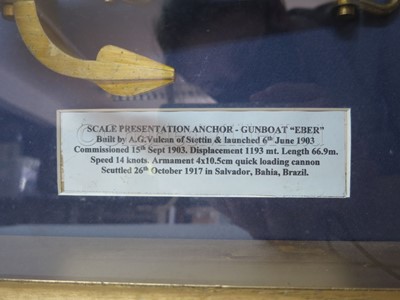 SCALE PRESENTATION ANCHOR - GUNBOAT "EBER"
Built by A.G.Vulcan of Stettin & launched 6th June 1903
Commissioned 15th Sept 1903. Displacement 1193 mt. Length 66.9m.
Speed 14 knots. Armament 4x10.5cm quick loading cannon
Scuttled 26th October 1917 in Salvador, Bahia, Brazil.